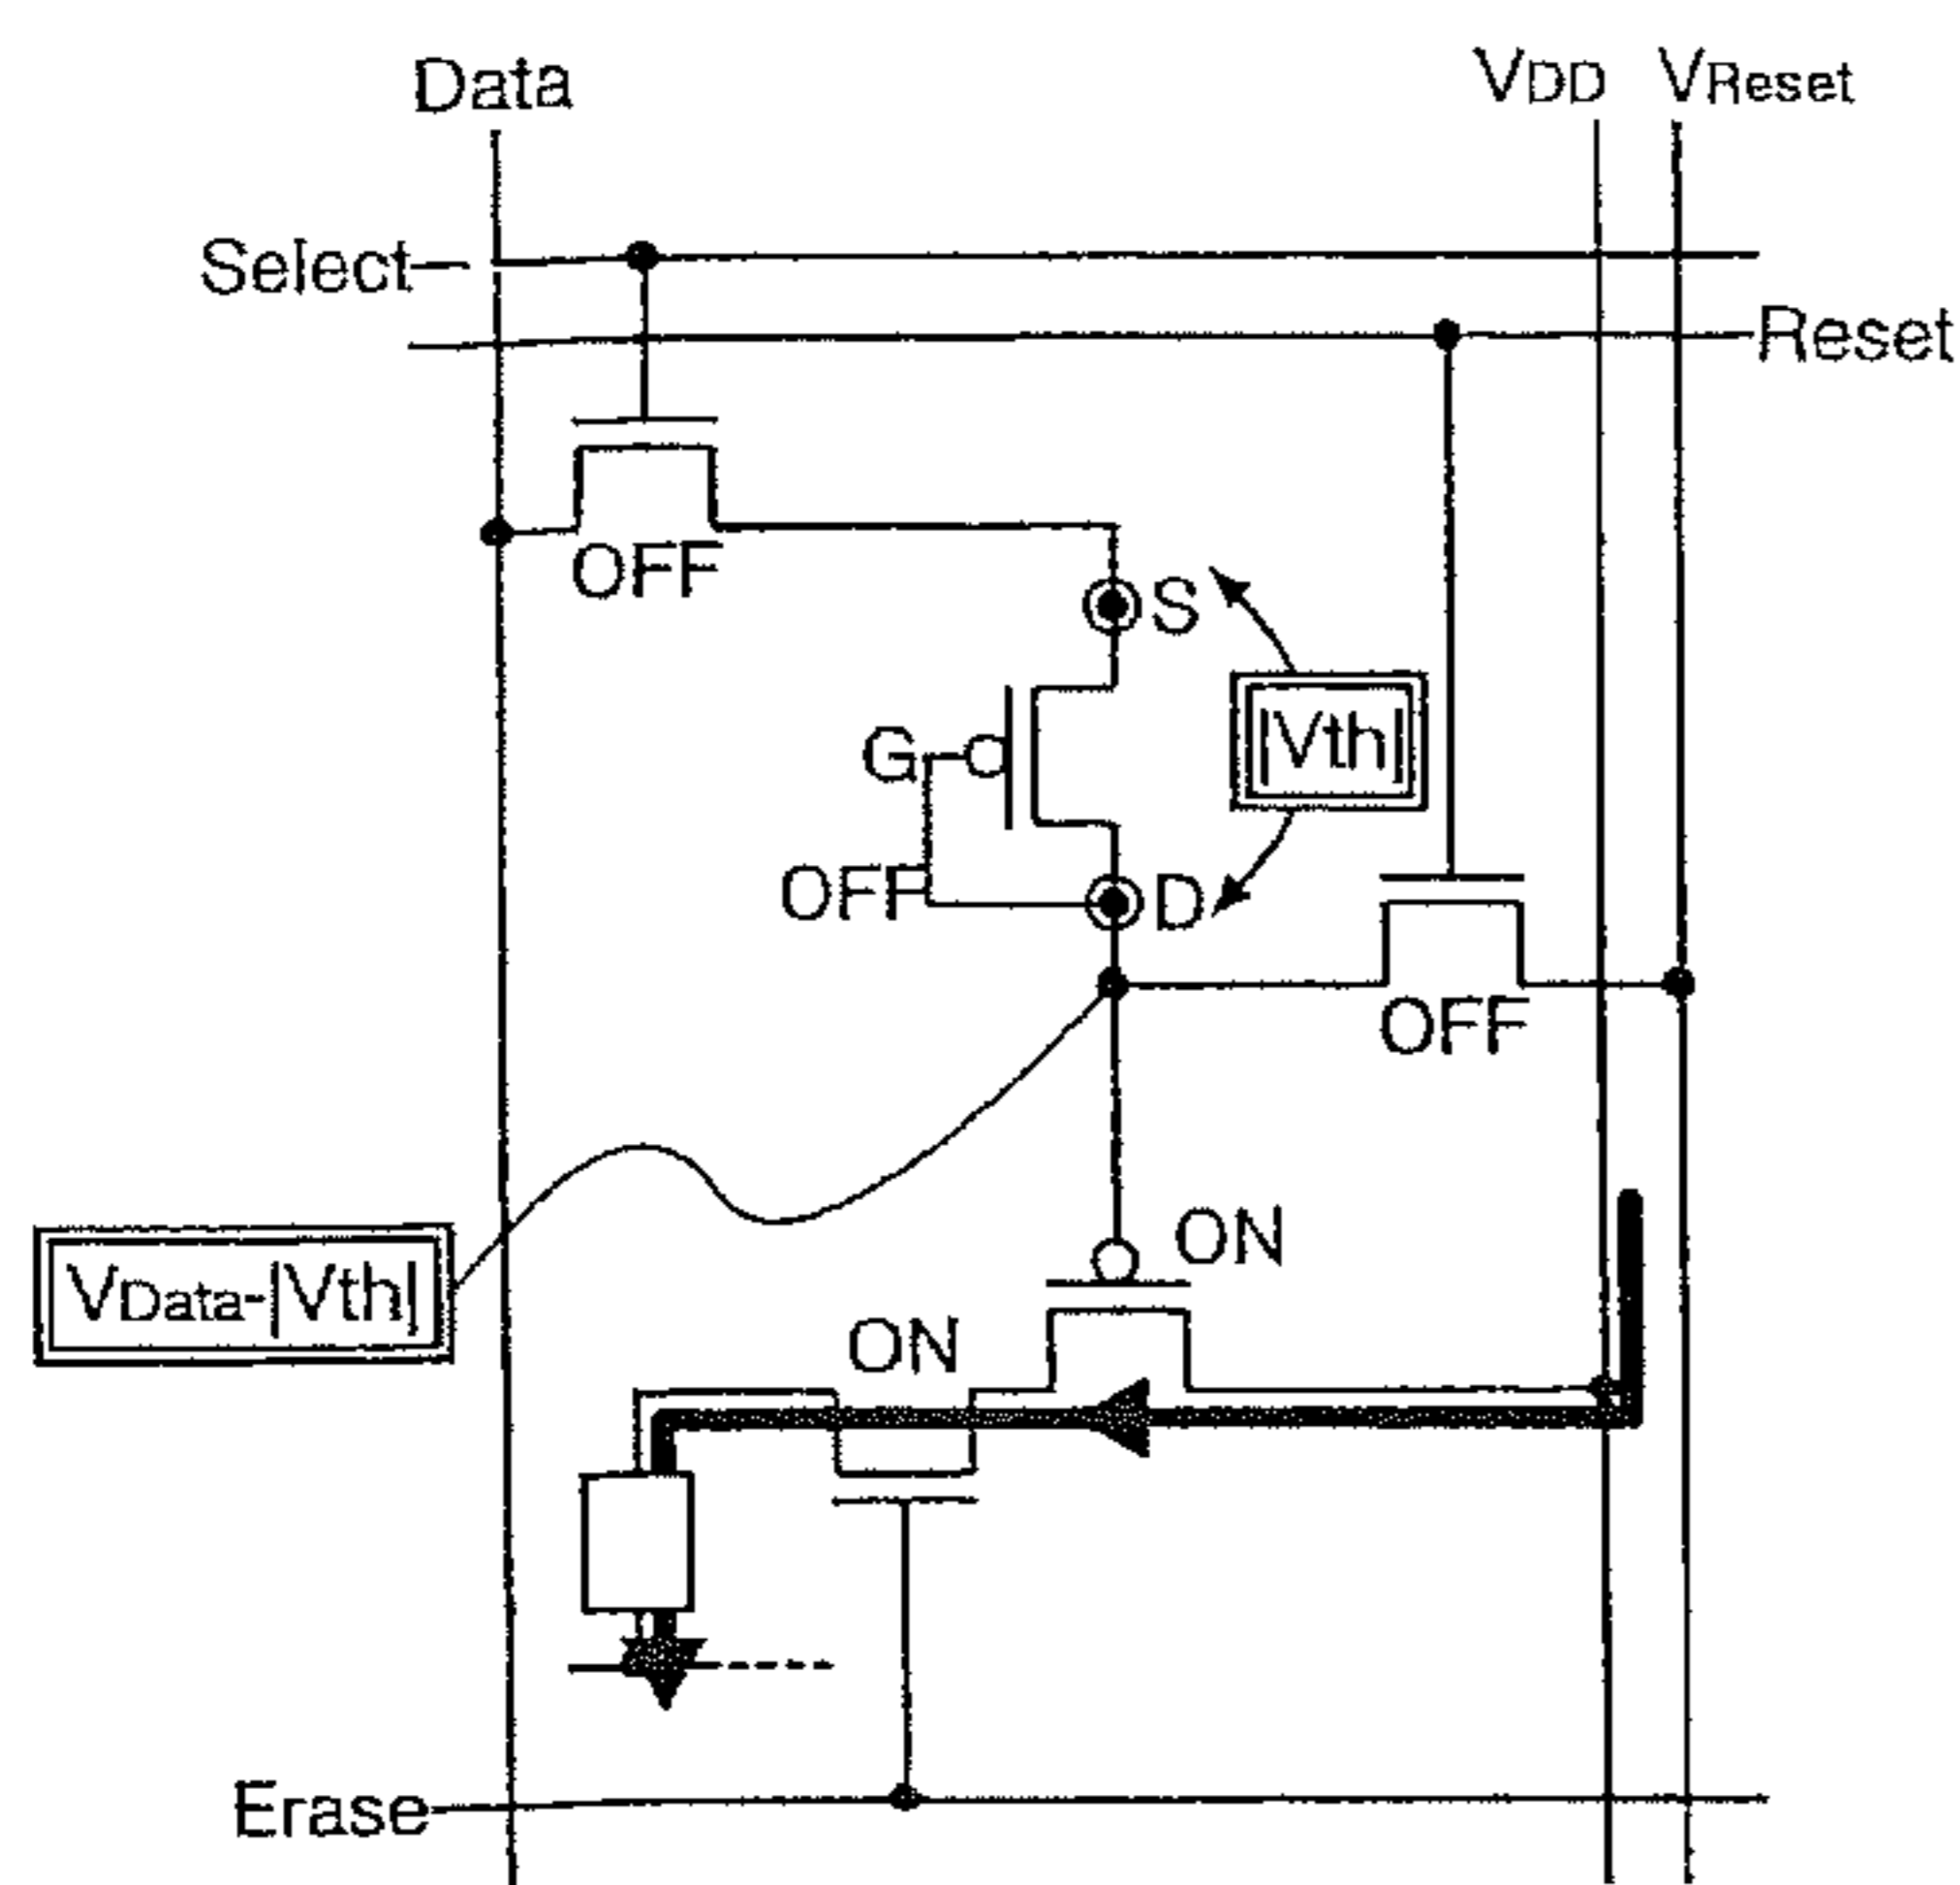 Data
VDD
VReset
Select
Reset
OFF
S
G
|Vth|
OFF
D
OFF
ON
VData-|Vth|
ON
Erase